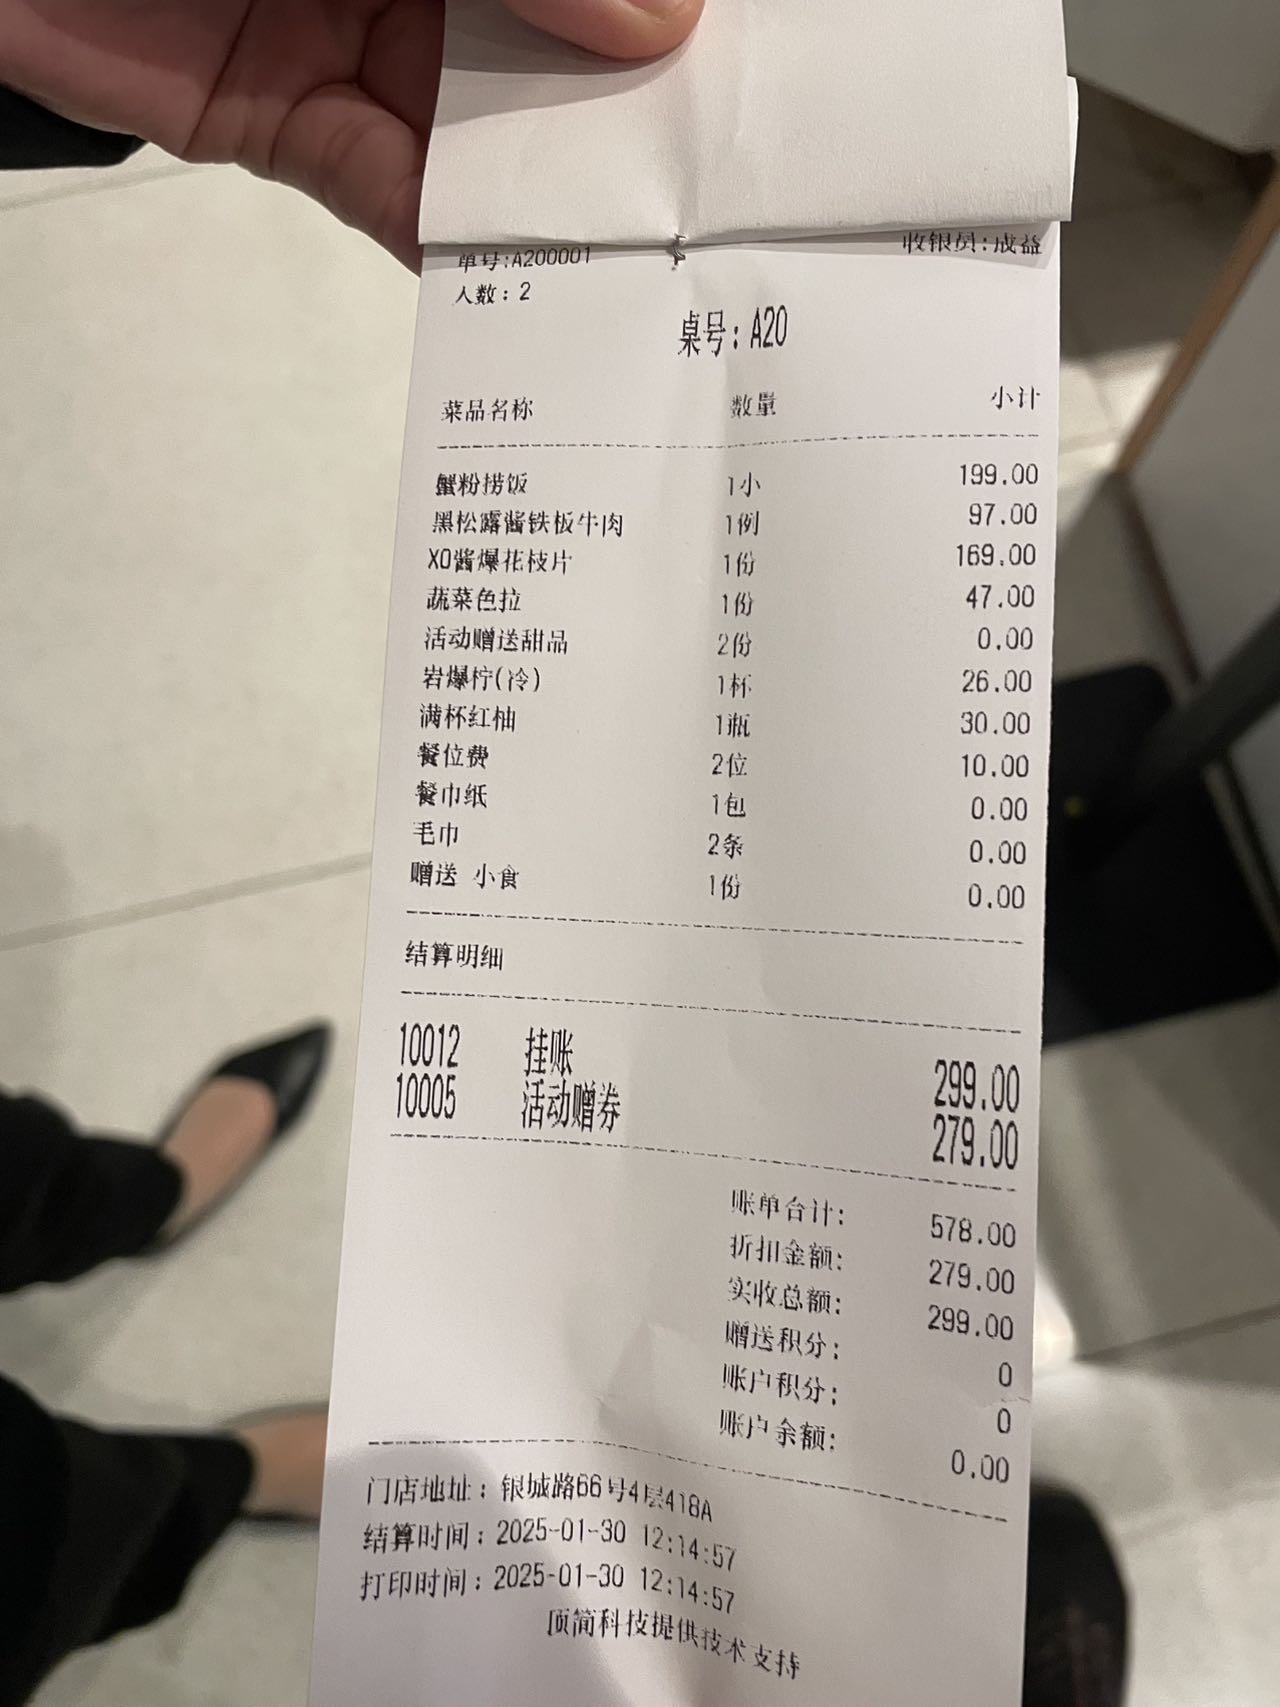 单号:A200001 收银员:成益
人数:2
桌号:A20
菜品名称 数量 小计
蟹粉捞饭 1小 199.00
黑松露酱铁板牛肉 1例 97.00
XO酱爆花枝片 1份 169.00
蔬菜色拉 1份 47.00
活动赠送甜品 2份 0.00
岩爆柠(冷) 1杯 26.00
满杯红柚 1瓶 30.00
餐位费 2位 10.00
餐巾纸 1包 0.00
毛巾 2条 0.00
赠送 小食 1份 0.00
结算明细
10012 挂账 299.00
10005 活动赠券 279.00
账单合计: 578.00
折扣金额: 279.00
实收总额: 299.00
赠送积分: 0
账户积分: 0
账户余额: 0.00
门店地址:银城路66号4层418A
结算时间:2025-01-30 12:14:57
打印时间:2025-01-30 12:14:57
顶简科技提供技术支持